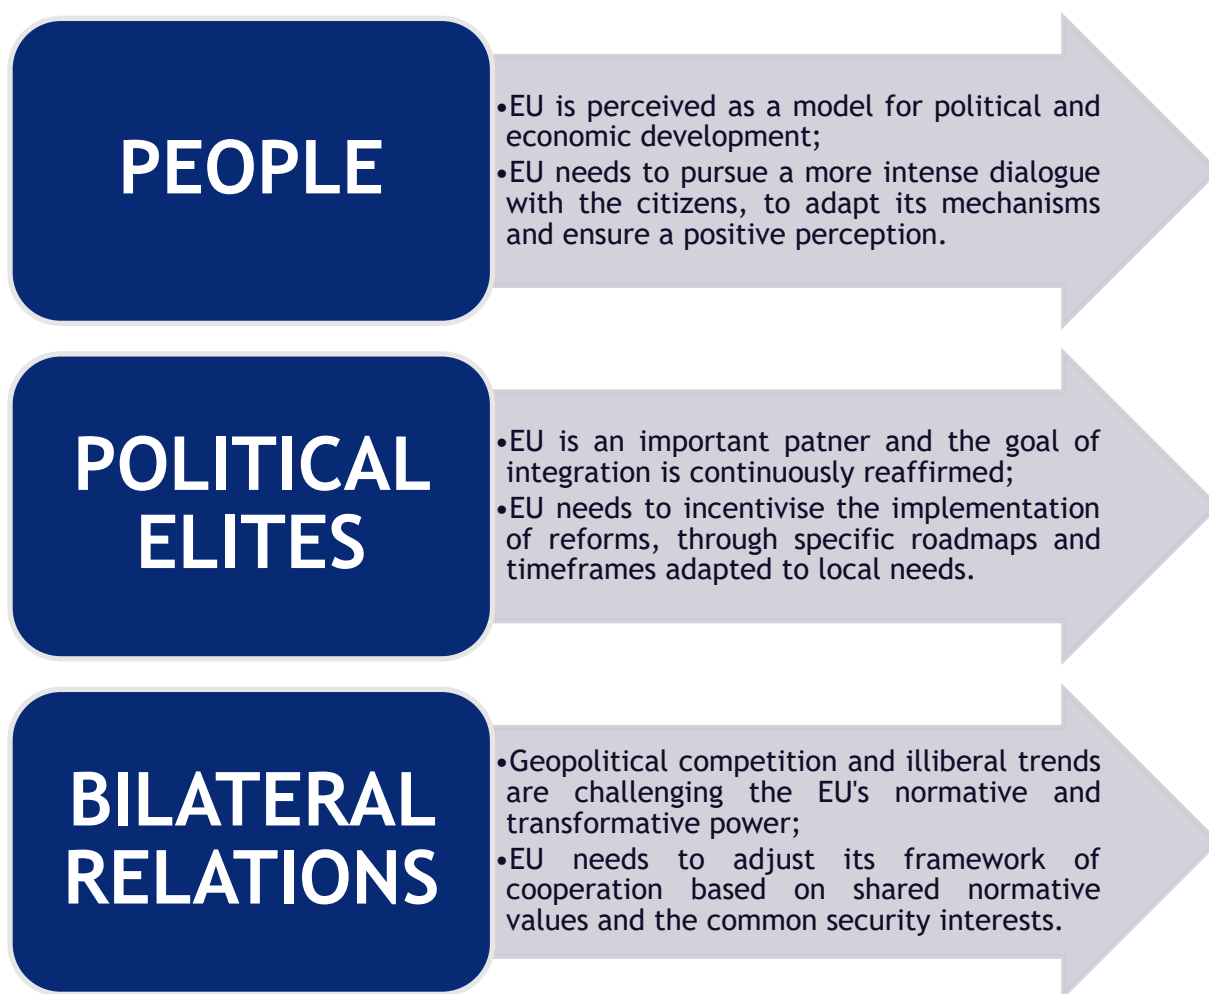 PEOPLE
•EU is perceived as a model for political and
economic development;
•EU needs to pursue a more intense dialogue
with the citizens, to adapt its mechanisms
and ensure a positive perception.
POLITICAL
ELITES
•EU is an important patner and the goal of
integration is continuously reaffirmed;
•EU needs to incentivise the implementation
of reforms, through specific roadmaps and
timeframes adapted to local needs.
BILATERAL
RELATIONS
•Geopolitical competition and illiberal trends
are challenging the EU's normative and
transformative power;
•EU needs to adjust its framework of
cooperation based on shared normative
values and the common security interests.